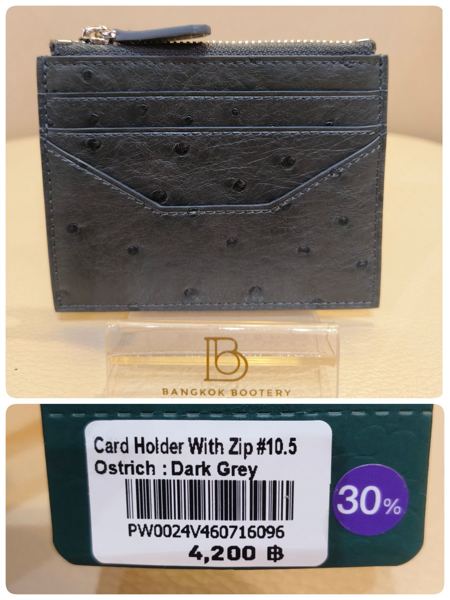 B
BANGKOK BOOTERY
Card Holder With Zip #10.5
Ostrich : Dark Grey
PW0024V460716096
4,200 ฿
30%